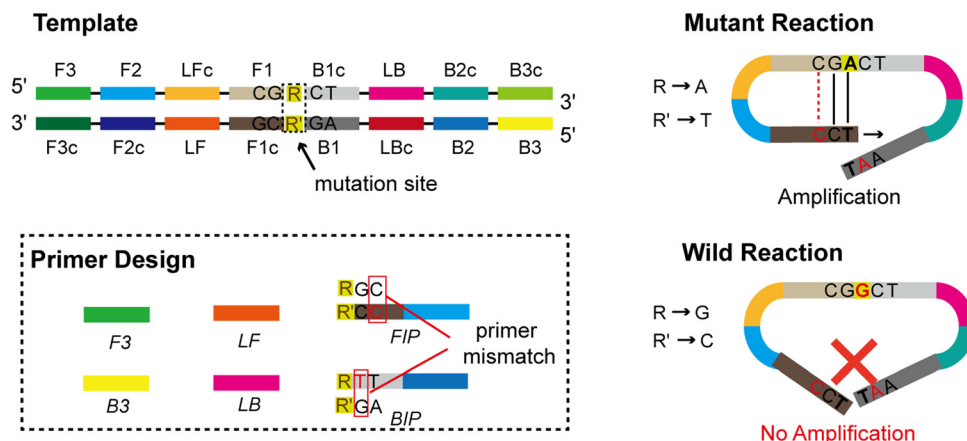 Template
F3 F2 LFc F1 B1c LB B2c B3c
5' CG R CT 3'
3' GC R' GA 5'
F3c F2c LF F1c B1 LBc B2 B3
mutation site
Primer Design
F3
LF
B3
LB
R GC
R' CC
FIP
primer
mismatch
R TT
R' GA
BIP
Mutant Reaction
R → A
R' → T
CGACT
CCT →
TAA
Amplification
Wild Reaction
R → G
R' → C
CGGCT
CCT
TAA
No Amplification